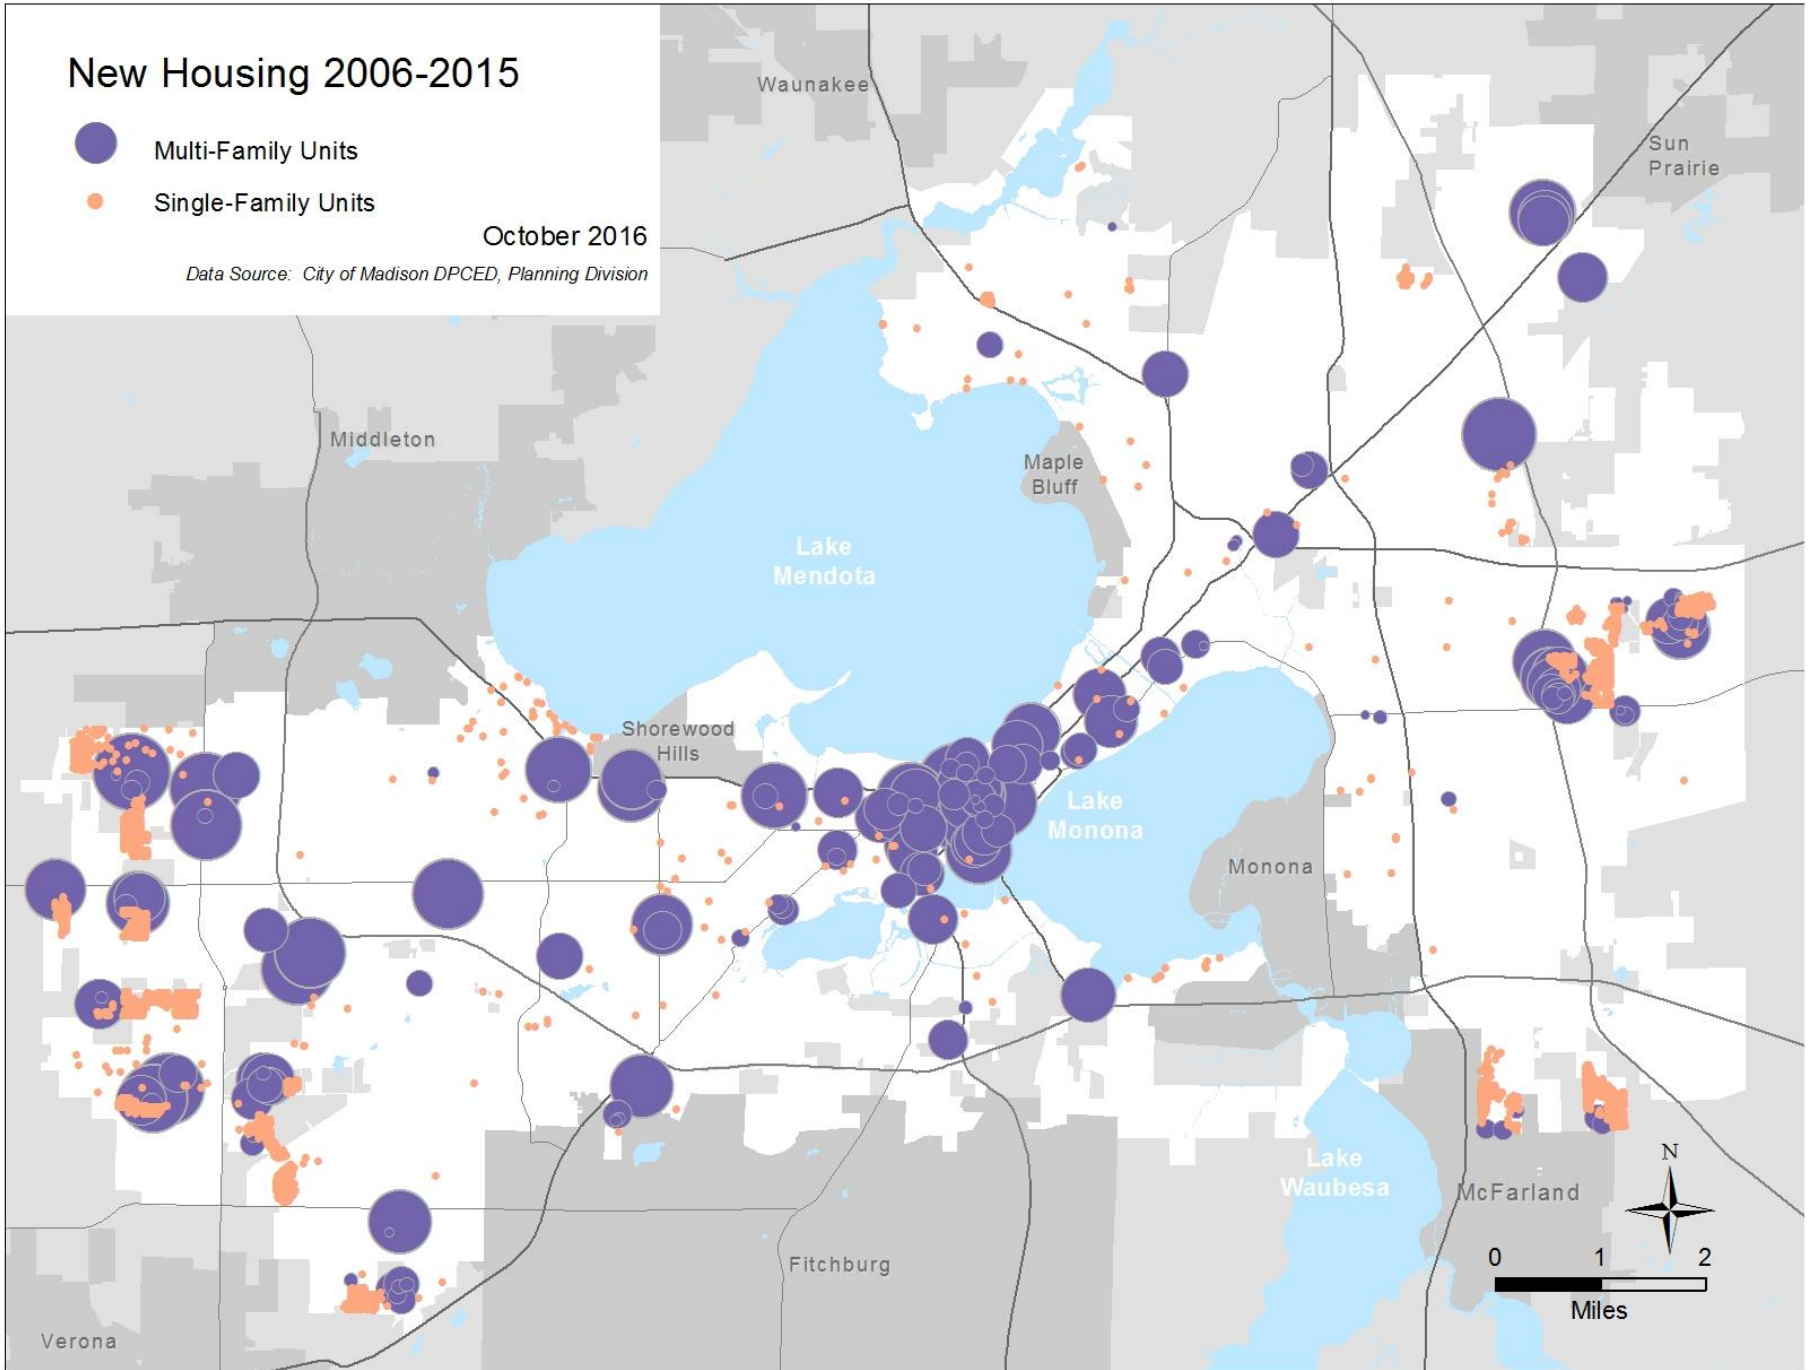 New Housing 2006-2015
Multi-Family Units
Single-Family Units
October 2016
Data Source: City of Madison DPCED, Planning Division
Waunakee
Sun
Prairie
Middleton
Maple
Bluff
Lake
Mendota
Shorewood
Hills
Lake
Monona
Monona
Lake
Waubesa
McFarland
N
Fitchburg
0 1 2
Miles
Verona